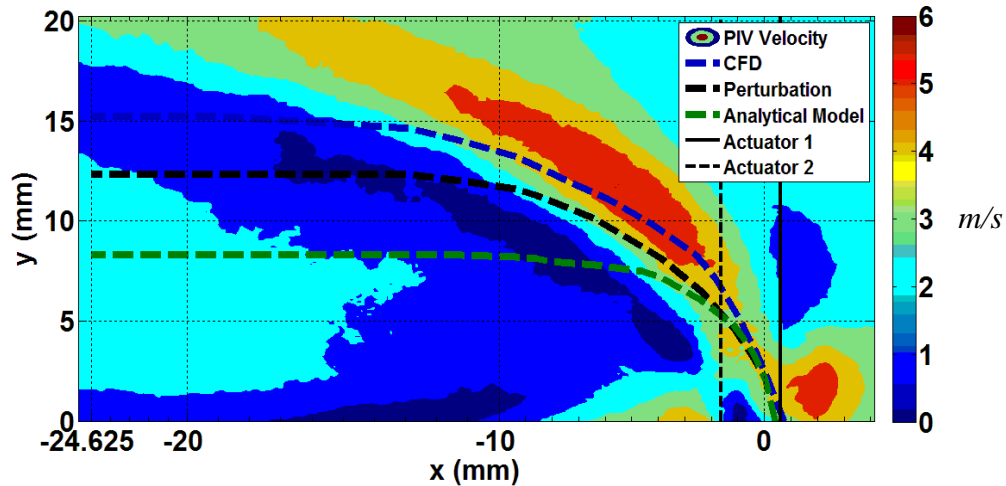 20
15
10
5
0
y (mm)
-24.625
-20
-10
0
x (mm)
PIV Velocity
CFD
Perturbation
Analytical Model
Actuator 1
Actuator 2
6
5
4
3
2
1
0
m/s